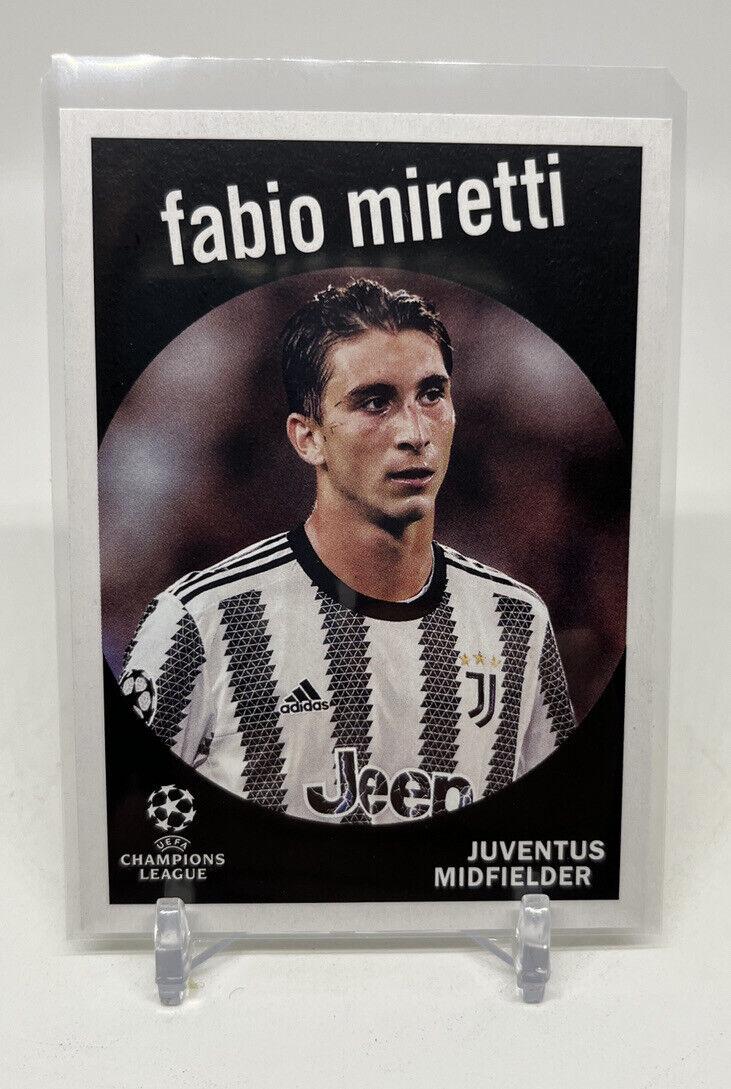 fabio miretti
adidas
J
Jeep
UEFA
CHAMPIONS
LEAGUE
JUVENTUS
MIDFIELDER